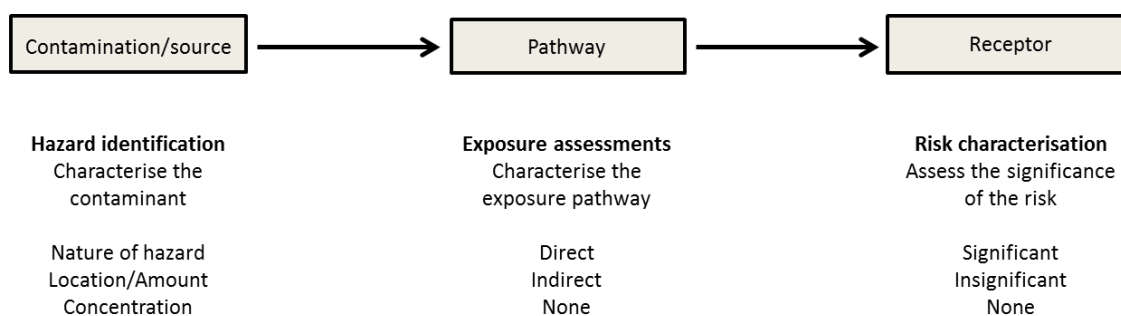 Contamination/source
Pathway
Receptor
Hazard identification
Characterise the
contaminant
Nature of hazard
Location/Amount
Concentration
Exposure assessments
Characterise the
exposure pathway
Direct
Indirect
None
Risk characterisation
Assess the significance
of the risk
Significant
Insignificant
None